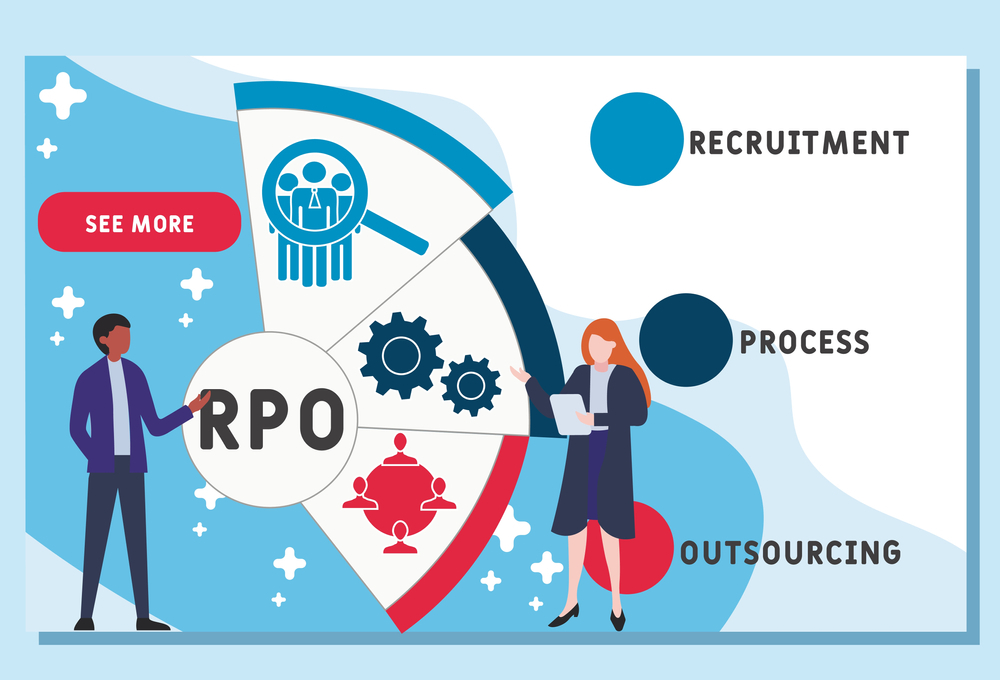 SEE MORE
RPO
RECRUITMENT
PROCESS
OUTSOURCING